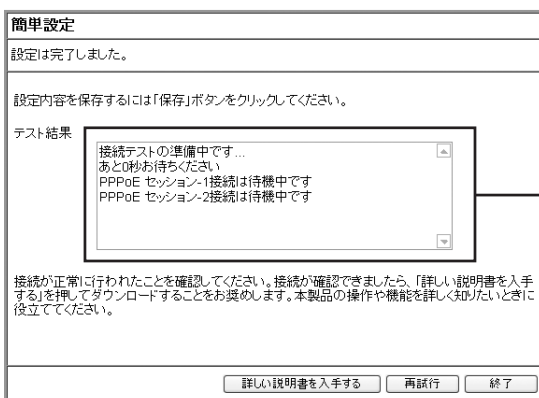 簡単設定
設定は完了しました。
設定内容を保存するには「保存」ボタンをクリックしてください。
テスト結果
接続テストの準備中です...
あと0秒お待ちください
PPPoE セッション-1接続は待機中です
PPPoE セッション-2接続は待機中です
接続が正常に行われたことを確認してください。接続が確認できましたら、「詳しい説明書を入手
する」を押してダウンロードすることをお奨めします。本製品の操作や機能を詳しく知りたいときに
役立ててください。
詳しい説明書を入手する
再試行
終了